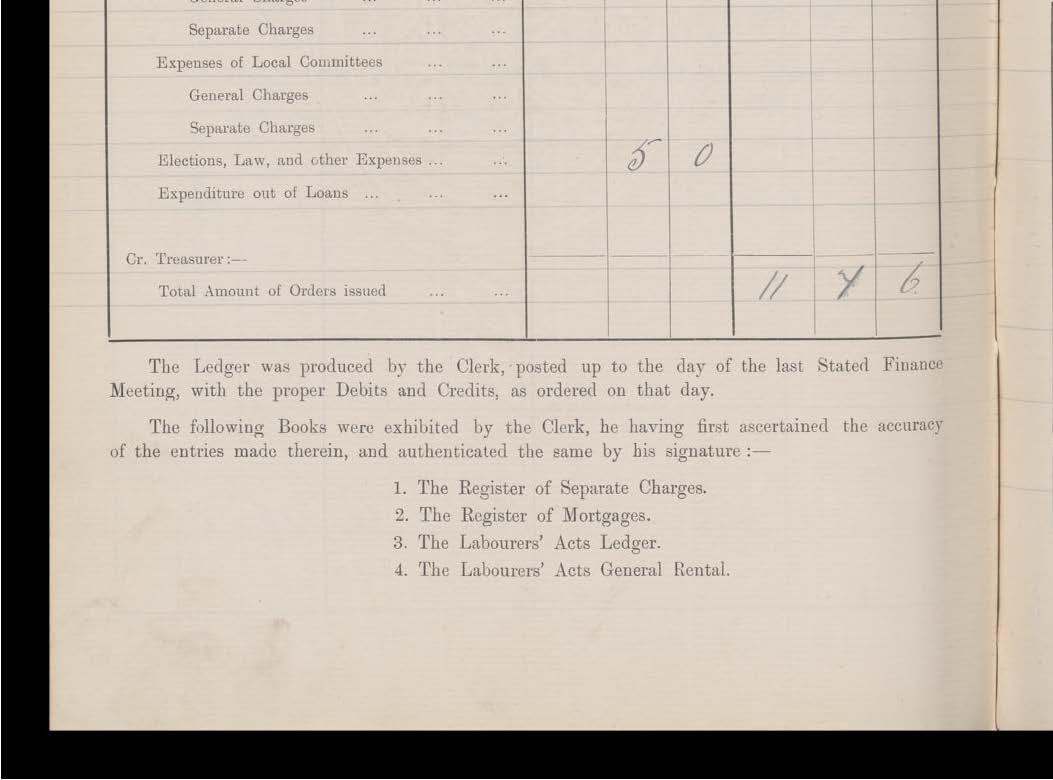 General Charges ... ... ...
Separate Charges ... ... ...
Expenses of Local Committees ... ...
General Charges ... ... ...
Separate Charges ... ... ...
Elections, Law, and other Expenses ... ... 5 0
Expenditure out of Loans ... ... ...
Cr. Treasurer :—
Total Amount of Orders issued ... ... 11 6
The Ledger was produced by the Clerk, posted up to the day of the last Stated Finance
Meeting, with the proper Debits and Credits, as ordered on that day.
The following Books were exhibited by the Clerk, he having first ascertained the accuracy
of the entries made therein, and authenticated the same by his signature :—
1. The Register of Separate Charges.
2. The Register of Mortgages.
3. The Labourers' Acts Ledger.
4. The Labourers' Acts General Rental.